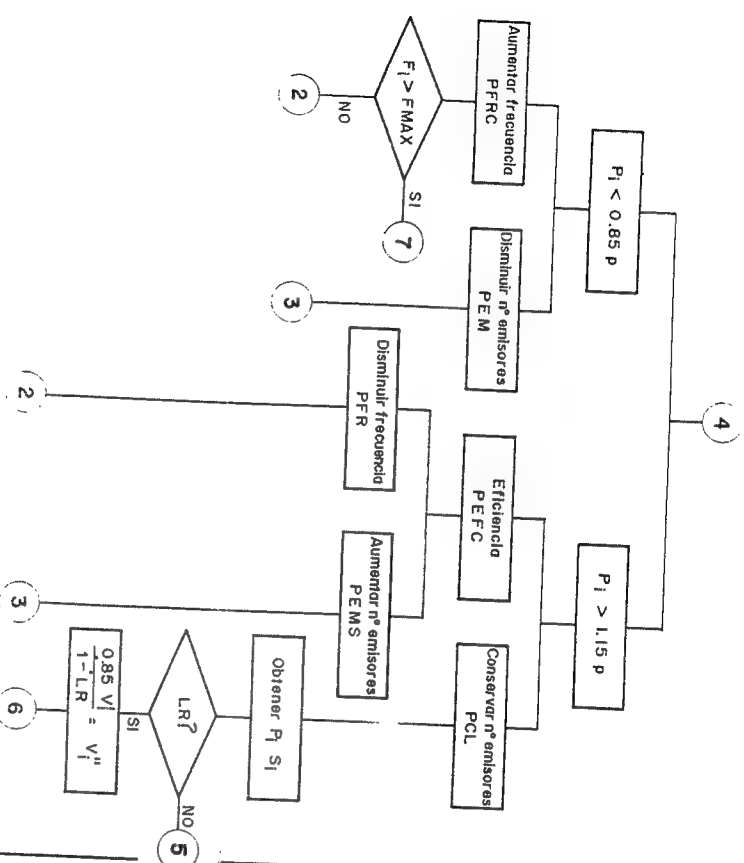 4
Pi < 0.85 p
Pi > 1.15 p
Aumentar frecuencia
PFRC
Disminuir nº emisores
PEM
Eficiencia
PEFC
Conservar nº emisores
PCL
Fi > FMAX
SI
7
NO
2
3
Disminuir frecuencia
PFR
Aumentar nº emisores
PEMS
Obtener Pi Si
LR?
NO
5
SI
0.85 Vi / 1-LR = Vi"
2
3
6